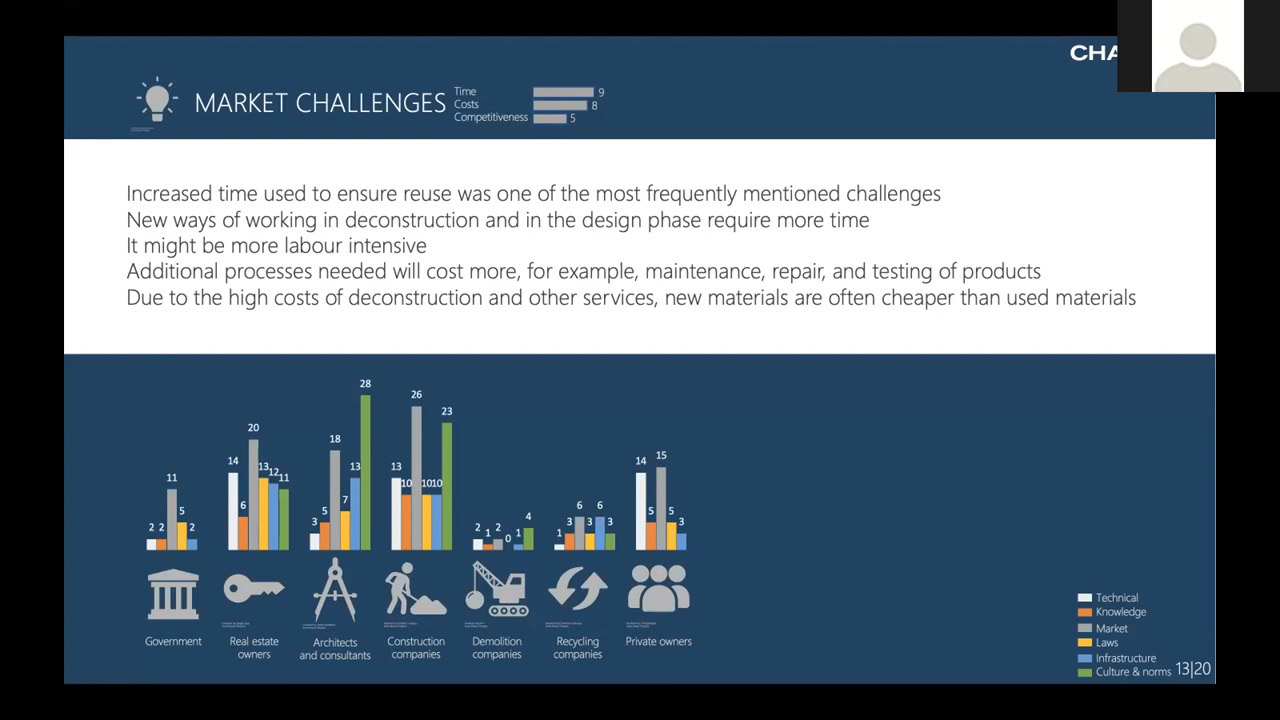 CHA
MARKET CHALLENGES
Time 9
Costs 8
Competitiveness 5
Increased time used to ensure reuse was one of the most frequently mentioned challenges
New ways of working in deconstruction and in the design phase require more time
It might be more labour intensive
Additional processes needed will cost more, for example, maintenance, repair, and testing of products
Due to the high costs of deconstruction and other services, new materials are often cheaper than used materials
2 2 11 5 2
14 6 20 13 12 11
3 5 18 7 13 28
13 10 26 10 10 23
2 1 2 0 1 4
1 3 6 3 6 3
14 5 15 5 3
Government
Real estate
owners
Architects
and consultants
Construction
companies
Demolition
companies
Recycling
companies
Private owners
Technical
Knowledge
Market
Laws
Infrastructure
Culture & norms
13|20